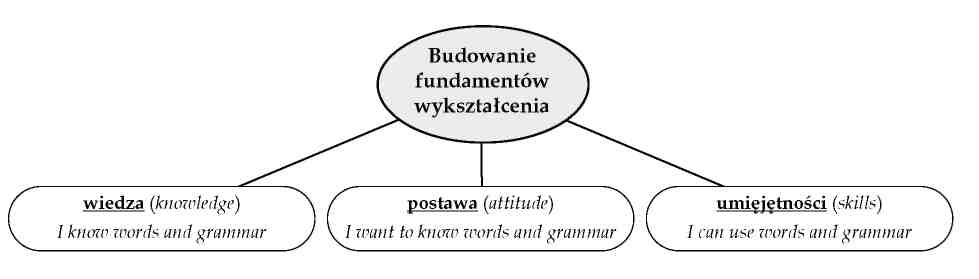 Budowanie
fundamentów
wykształcenia
wiedza (knowledge)
I know words and grammar
postawa (attitude)
I want to know words and grammar
umięjętności (skills)
I can use words and grammar